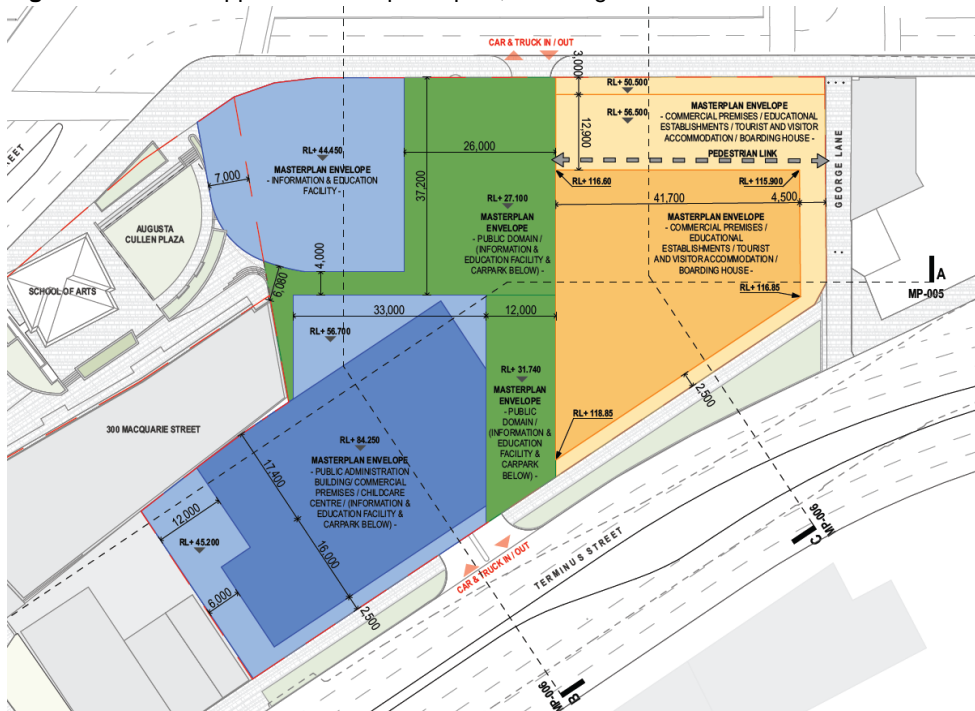 CAR & TRUCK IN / OUT
3,000
RL+ 50.500
RL+ 56.500
MASTERPLAN ENVELOPE
- COMMERCIAL PREMISES / EDUCATIONAL
ESTABLISHMENTS / TOURIST AND VISITOR
ACCOMMODATION / BOARDING HOUSE -
12,900
PEDESTRIAN LINK
GEORGE LANE
26,000
RL+ 44.450
MASTERPLAN ENVELOPE
- INFORMATION & EDUCATION
FACILITY -
7,000
37,200
RL+ 116.60
RL+ 115.900
41,700
4,500
RL+ 27.100
MASTERPLAN
ENVELOPE
- PUBLIC DOMAIN /
(INFORMATION &
EDUCATION FACILITY &
CARPARK BELOW) -
MASTERPLAN ENVELOPE
- COMMERCIAL PREMISES /
EDUCATIONAL
ESTABLISHMENTS / TOURIST
AND VISITOR ACCOMMODATION /
BOARDING HOUSE -
AUGUSTA
CULLEN PLAZA
STREET
SCHOOL OF ARTS
4,000
6,060
RL+ 116.85
A
MP-005
33,000
12,000
RL+ 56.700
RL+ 31.740
MASTERPLAN
ENVELOPE
- PUBLIC
DOMAIN /
(INFORMATION &
EDUCATION
FACILITY &
CARPARK
BELOW) -
2,500
RL+ 118.85
300 MACQUARIE STREET
RL+ 84.250
MASTERPLAN ENVELOPE
- PUBLIC ADMINISTRATION
BUILDING/ COMMERCIAL
PREMISES / CHILDCARE
CENTRE / (INFORMATION &
EDUCATION FACILITY &
CARPARK BELOW) -
17,400
12,000
RL+ 45.200
16,000
6,000
2,500
CAR & TRUCK IN / OUT
TERMINUS STREET
C
MP-006
B
MP-006